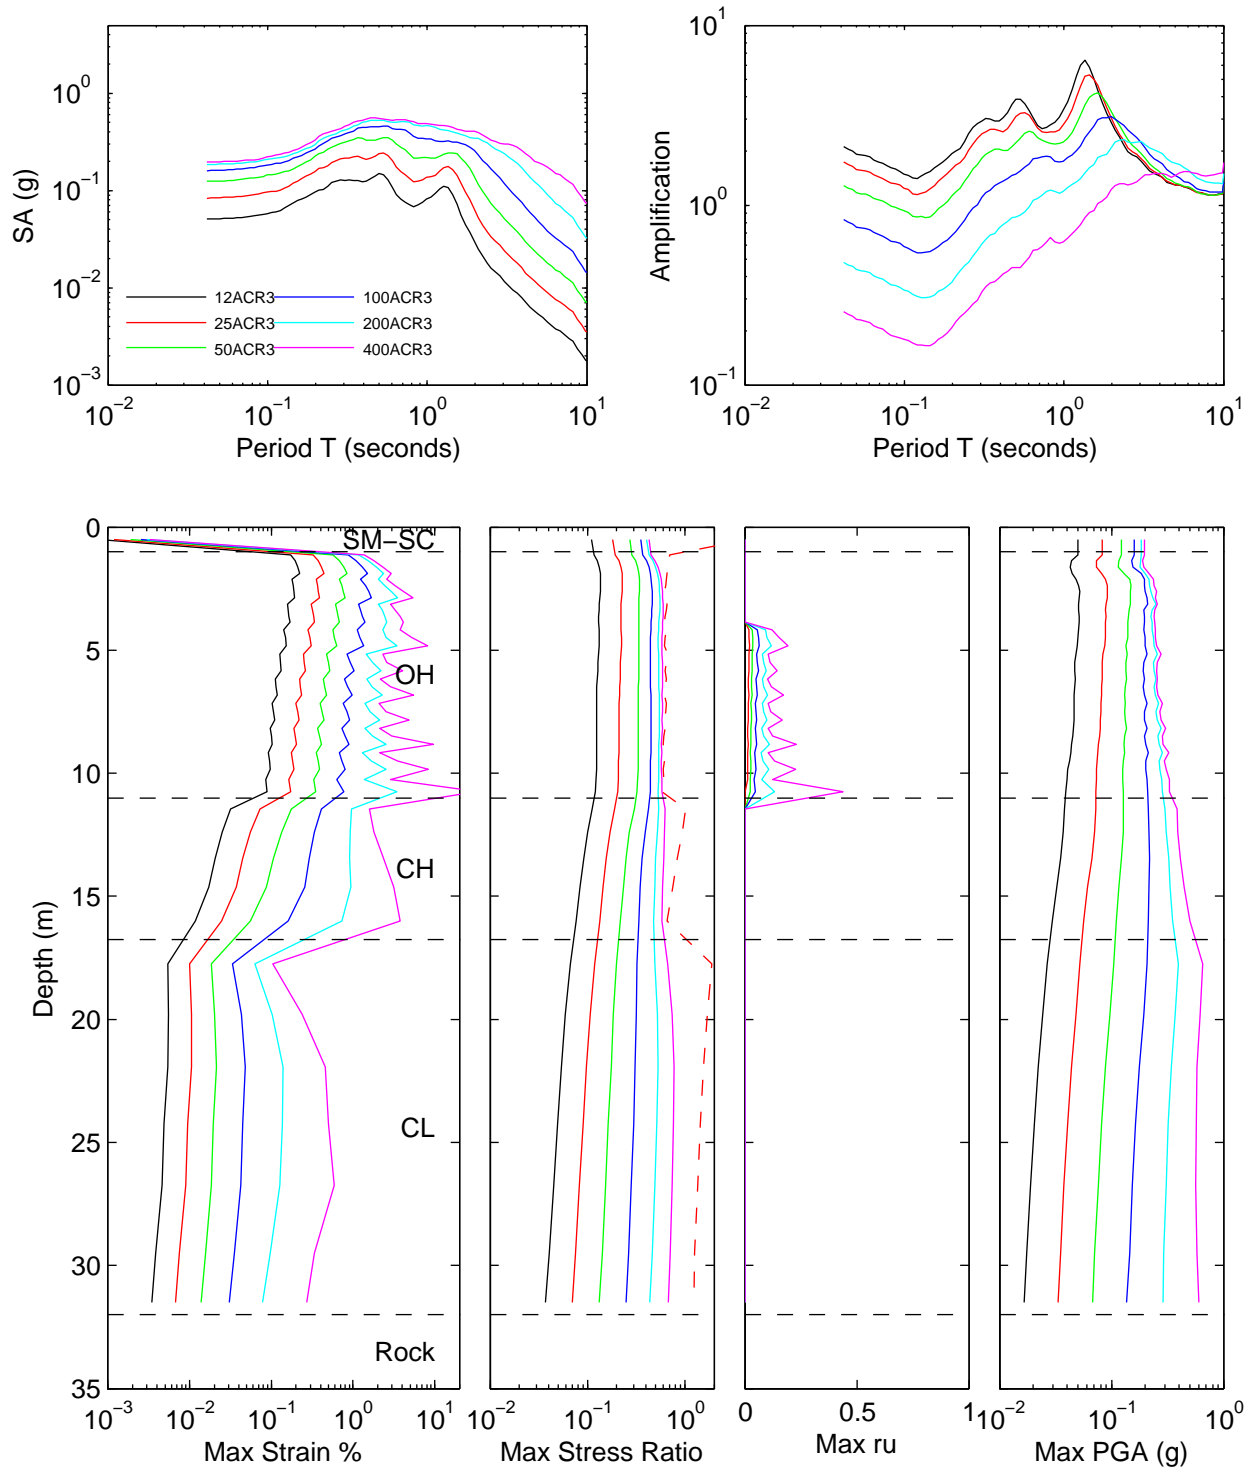 10^0
10^−1
10^−2
10^−3
SA (g)
10^−2
10^−1
10^0
10^1
Period T (seconds)
12ACR3
25ACR3
50ACR3
100ACR3
200ACR3
400ACR3
10^1
10^0
10^−1
Amplification
10^−2
10^−1
10^0
10^1
Period T (seconds)
0
5
10
15
20
25
30
35
Depth (m)
SM−SC
OH
CH
CL
Rock
10^−3
10^−2
10^−1
10^0
10^1
Max Strain %
10^−2
10^−1
10^0
Max Stress Ratio
0
0.5
1
Max ru
10^−2
10^−1
10^0
Max PGA (g)